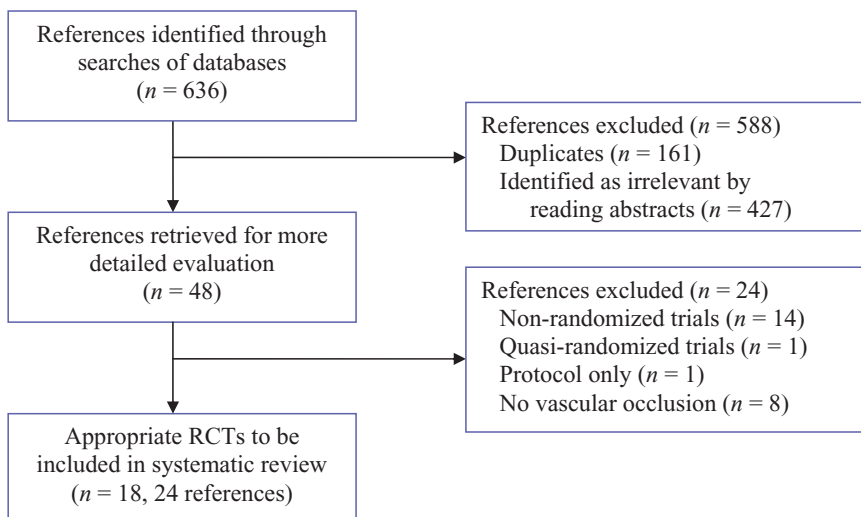 References identified through
searches of databases
(n = 636)
References excluded (n = 588)
Duplicates (n = 161)
Identified as irrelevant by
reading abstracts (n = 427)
References retrieved for more
detailed evaluation
(n = 48)
References excluded (n = 24)
Non-randomized trials (n = 14)
Quasi-randomized trials (n = 1)
Protocol only (n = 1)
No vascular occlusion (n = 8)
Appropriate RCTs to be
included in systematic review
(n = 18, 24 references)